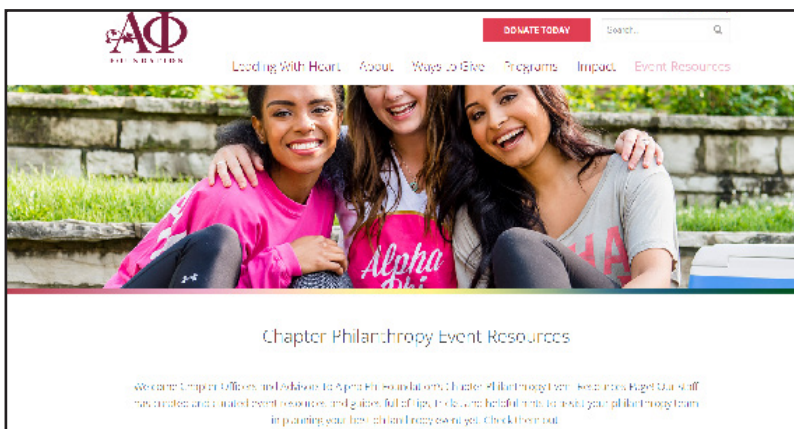 ΑΦ
FOUNDATION
DONATE TODAY
Search...
Leading With Heart About Ways to Give Programs Impact Event Resources
Alpha
Phi
HA
Chapter Philanthropy Event Resources
Welcome Chapter Officers and Advisors to Alpha Phi Foundation's Chapter Philanthropy Event Resources Page! Our staff
has created and curated event resources and guides full of tips, tricks and helpful hints to assist your philanthropy team
in planning your best philanthropy event yet. Check them out